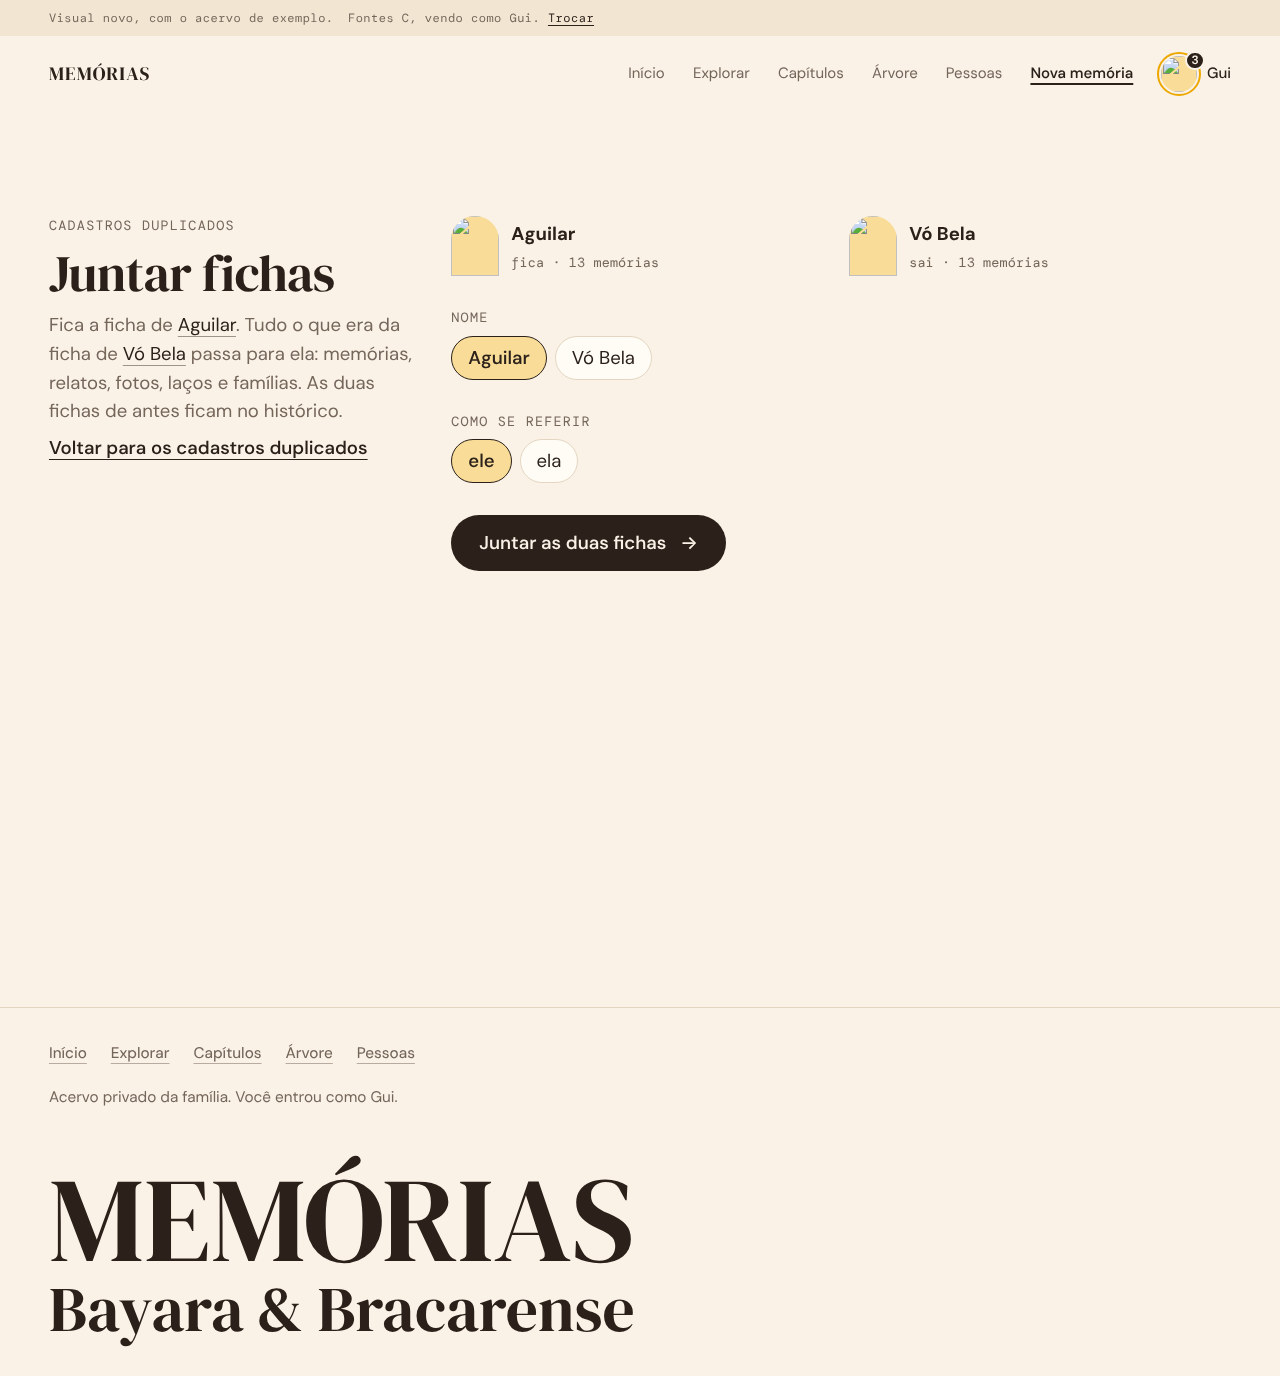 Visual novo, com o acervo de exemplo. Fontes C, vendo como Gui. Trocar
MEMÓRIAS
Início Explorar Capítulos Árvore Pessoas Nova memória 3 Gui
CADASTROS DUPLICADOS
Juntar fichas
Fica a ficha de Aguilar. Tudo o que era da
ficha de Vó Bela passa para ela: memórias,
relatos, fotos, laços e famílias. As duas
fichas de antes ficam no histórico.
Voltar para os cadastros duplicados
Aguilar
fica · 13 memórias
Vó Bela
sai · 13 memórias
NOME
Aguilar Vó Bela
COMO SE REFERIR
ele ela
Juntar as duas fichas →
Início Explorar Capítulos Árvore Pessoas
Acervo privado da família. Você entrou como Gui.
MEMÓRIAS
Bayara & Bracarense